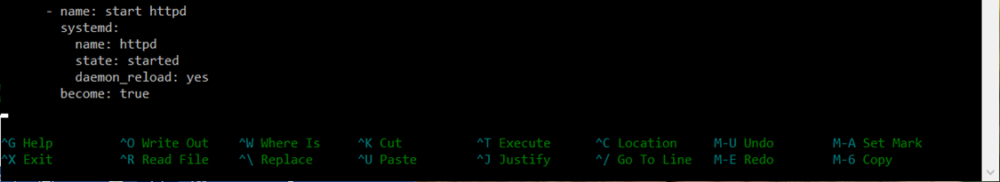 - name: start httpd
systemd:
name: httpd
state: started
daemon_reload: yes
become: true
^G Help ^O Write Out ^W Where Is ^K Cut ^T Execute ^C Location M-U Undo M-A Set Mark
^X Exit ^R Read File ^\ Replace ^U Paste ^J Justify ^/ Go To Line M-E Redo M-6 Copy